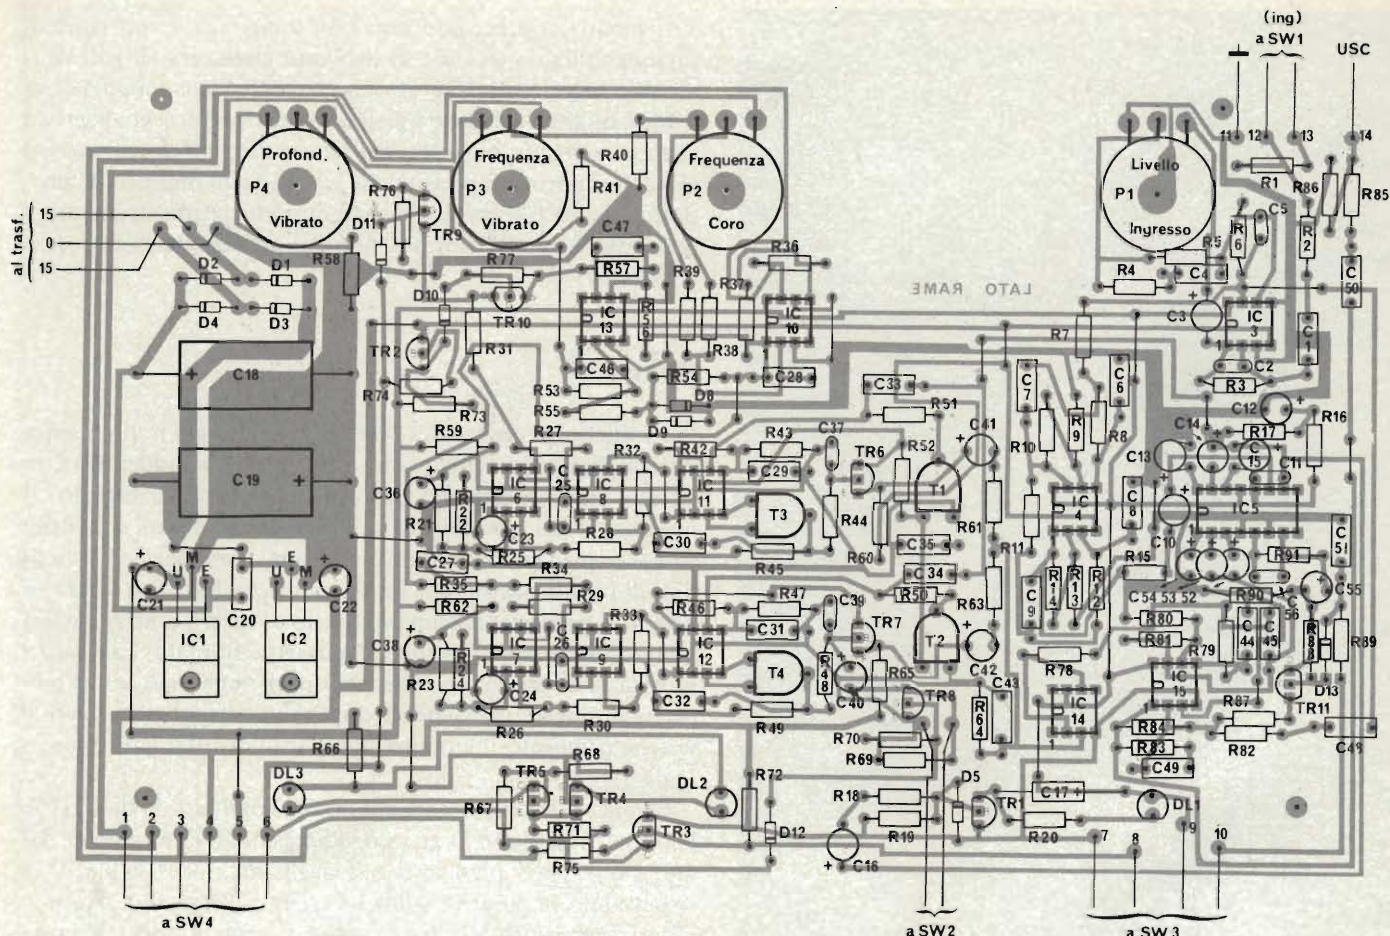 (ing)
a SW1
USC
11
12
13
14
Profond.
P4
Vibrato
Frequenza
P3
Vibrato
R40
R41
Frequenza
P2
Coro
Livello
P1
Ingresso
R1
R86
R85
R76
D11
TR9
C47
R36
R5
R6
C5
R2
al trasf.
15
0
15
D2
D1
R58
R77
R57
R39
R37
R4
C4
C50
D4
D3
D10
TR10
IC 13
R56
R38
IC 10
LATO RAME
R7
C3
IC 3
C1
TR2
R31
C46
R54
C28
C2
R3
C18
R74
R73
R53
R55
D8
D9
C33
R51
C41
C7
C6
R10
R9
R8
C12
R17
R16
C14
C13
C15
C11
R59
R27
R32
R42
R43
C37
TR6
R52
C29
C19
C36
R21
R22
IC 6
C25
IC 8
IC 11
T3
T1
R44
R61
IC 4
C8
IC5
C51
C23
R28
C30
R60
C35
R11
C10
R91
C27
R25
R45
C34
R15
M
E
U
E
U
M
C21
C20
C22
IC1
IC2
R35
R34
R62
R29
R33
R46
R47
C39
R50
R63
C9
R14
R13
R12
C54
53
52
R90
C56
C55
R80
R81
R79
C44
C45
R88
R89
C38
R23
R24
IC 7
C26
IC 9
IC 12
C31
TR7
T2
C42
T4
R48
R65
R78
IC 15
D13
TR11
C24
C32
C40
TR8
R64
C43
IC 14
R87
R26
R30
R49
R84
R82
C48
R66
R70
R83
R69
C49
DL3
R68
TR5
TR4
DL2
R72
D5
C17
DL1
R67
R18
TR1
R71
TR3
D12
R19
R20
R75
C16
1
2
3
4
5
6
7
8
9
10
a SW4
a SW2
a SW3